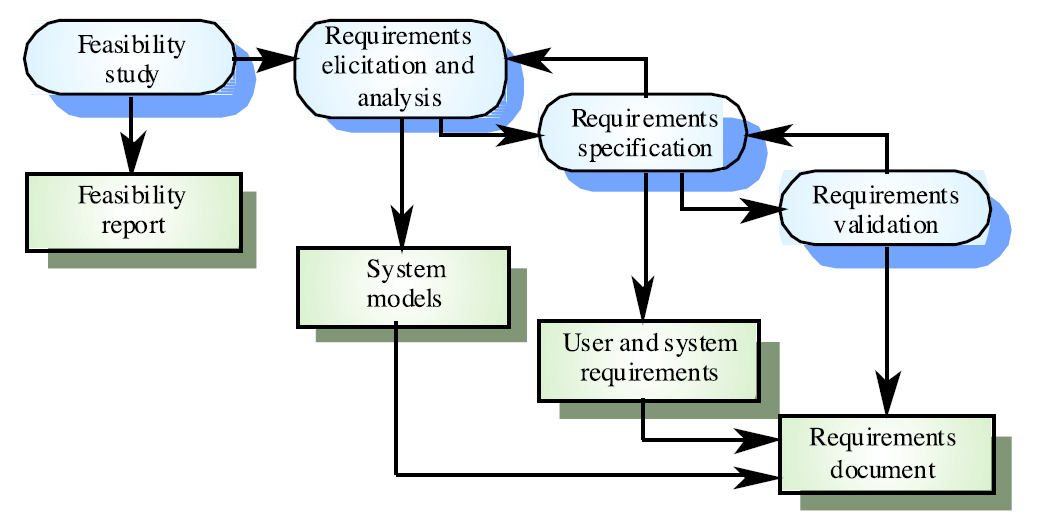 Feasibility
study
Requirements
elicitation and
analysis
Requirements
specification
Requirements
validation
Feasibility
report
System
models
User and system
requirements
Requirements
document